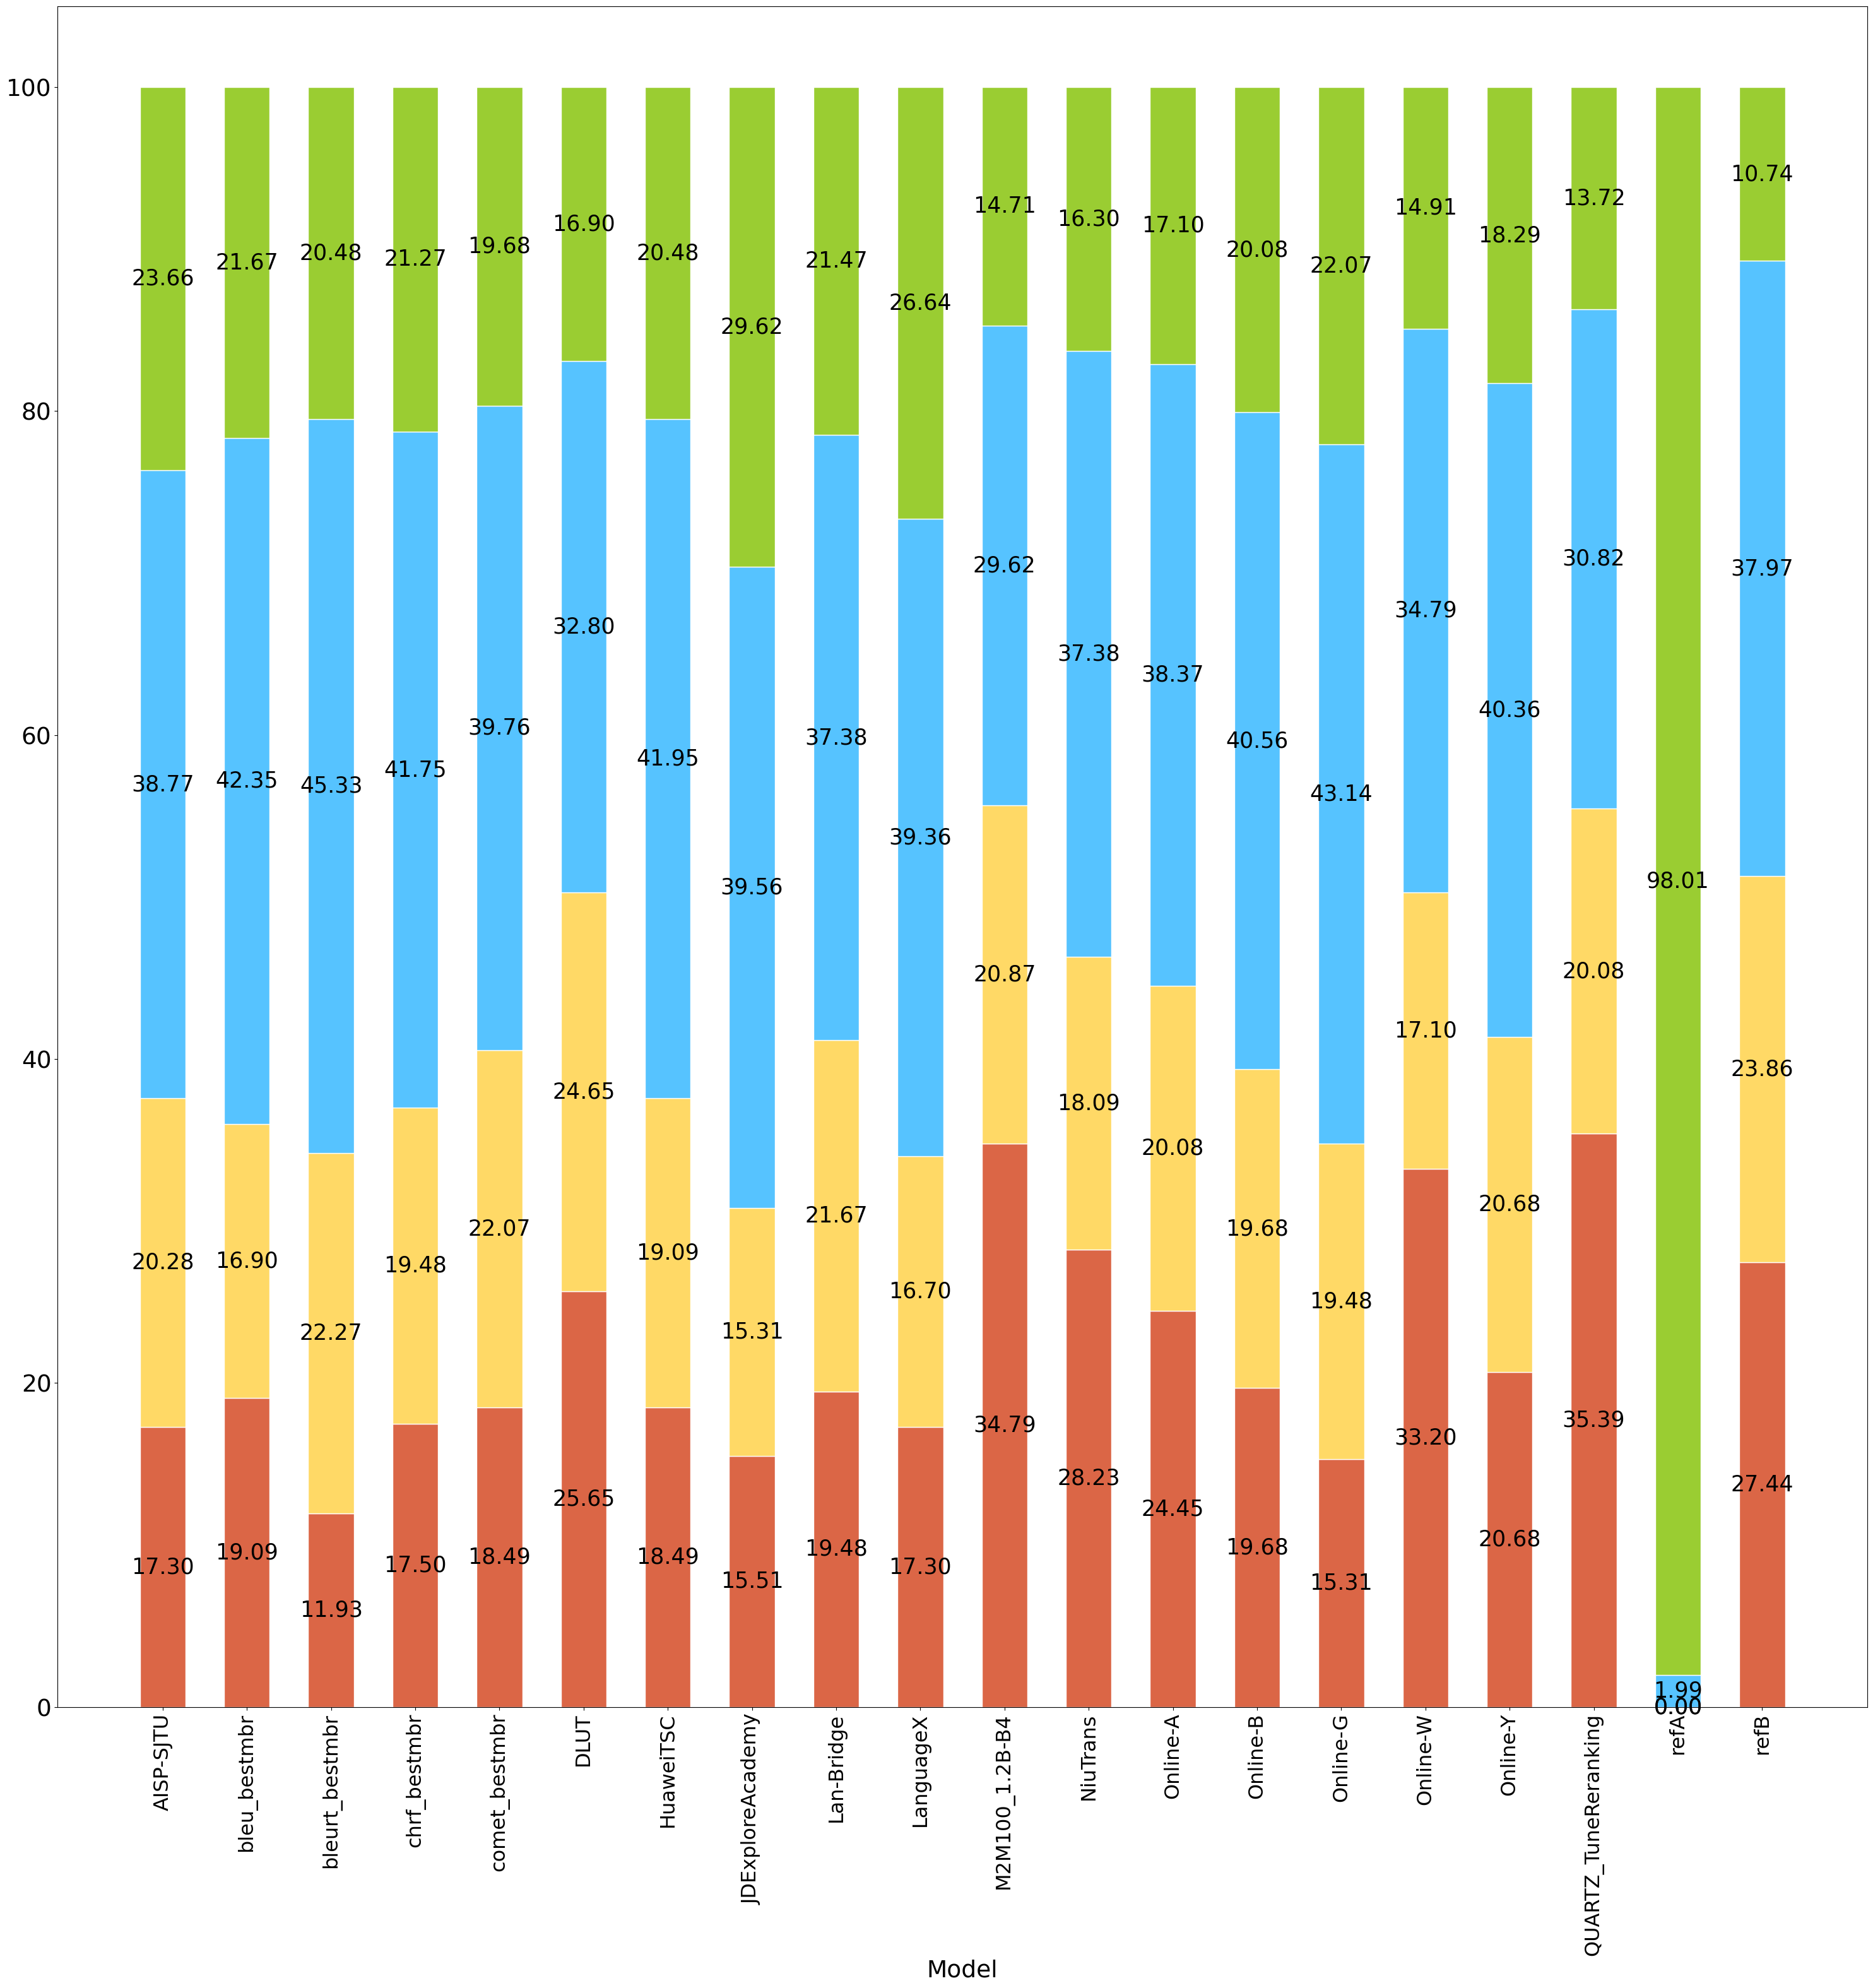 100
80
60
40
20
0
23.66 21.67 20.48 21.27 19.68 16.90 20.48 29.62 21.47 26.64 14.71 16.30 17.10 20.08 22.07 14.91 18.29 13.72 98.01 10.74
38.77 42.35 45.33 41.75 39.76 32.80 41.95 39.56 37.38 39.36 29.62 37.38 38.37 40.56 43.14 34.79 40.36 30.82 1.99 37.97
20.28 16.90 22.27 19.48 22.07 24.65 19.09 15.31 21.67 16.70 20.87 18.09 20.08 19.68 19.48 17.10 20.68 20.08 0.00 23.86
17.30 19.09 11.93 17.50 18.49 25.65 18.49 15.51 19.48 17.30 34.79 28.23 24.45 19.68 15.31 33.20 20.68 35.39 27.44
AISP-SJTU
bleu_bestmbr
bleurt_bestmbr
chrf_bestmbr
comet_bestmbr
DLUT
HuaweiTSC
JDExploreAcademy
Lan-Bridge
LanguageX
M2M100_1.2B-B4
NiuTrans
Online-A
Online-B
Online-G
Online-W
Online-Y
QUARTZ_TuneReranking
refA
refB
Model